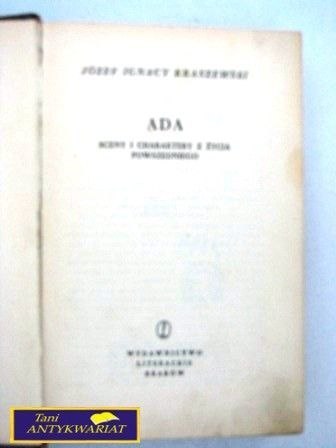 JÓZEF IGNACY KRASZEWSKI
ADA
SCENY I CHARAKTERY Z ŻYCIA
POWSZEDNIEGO
WYDAWNICTWO
LITERACKIE
KRAKÓW
Tani
ANTYKWARIAT